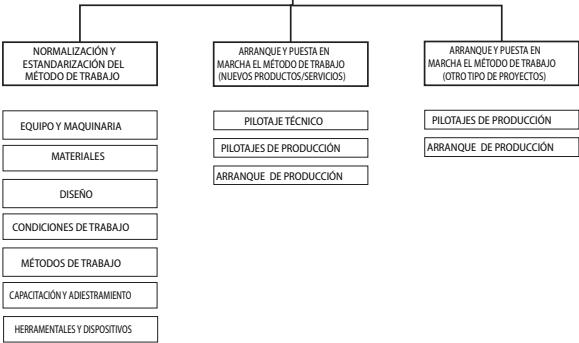 NORMALIZACIÓN Y
ESTANDARIZACIÓN DEL
MÉTODO DE TRABAJO
EQUIPO Y MAQUINARIA
MATERIALES
DISEÑO
CONDICIONES DE TRABAJO
MÉTODOS DE TRABAJO
CAPACITACIÓN Y ADIESTRAMIENTO
HERRAMENTALES Y DISPOSITIVOS
ARRANQUE Y PUESTA EN
MARCHA EL MÉTODO DE TRABAJO
(NUEVOS PRODUCTOS/SERVICIOS)
PILOTAJE TÉCNICO
PILOTAJES DE PRODUCCIÓN
ARRANQUE DE PRODUCCIÓN
ARRANQUE Y PUESTA EN
MARCHA EL MÉTODO DE TRABAJO
(OTRO TIPO DE PROYECTOS)
PILOTAJES DE PRODUCCIÓN
ARRANQUE DE PRODUCCIÓN